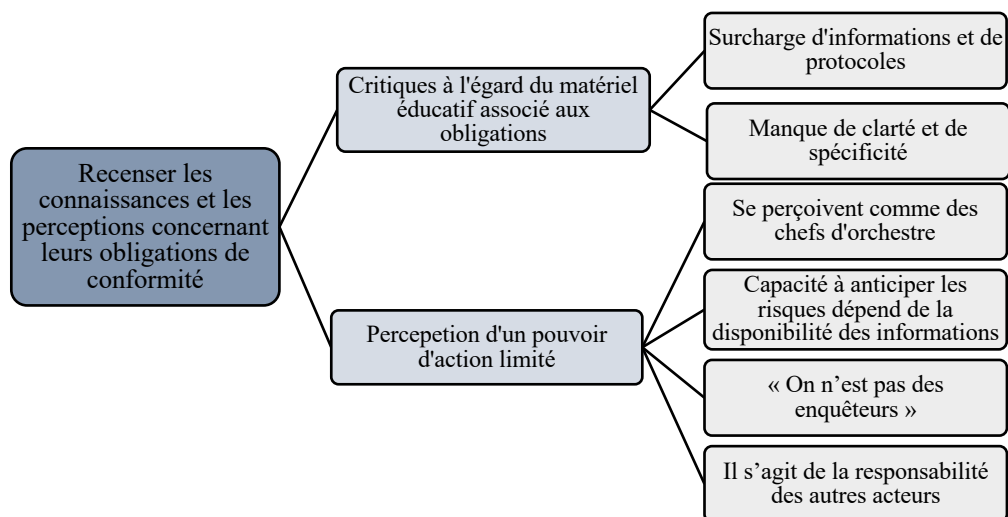 Recenser les
connaissances et les
perceptions concernant
leurs obligations de
conformité
Critiques à l'égard du matériel
éducatif associé aux
obligations
Surcharge d'informations et de
protocoles
Manque de clarté et de
spécificité
Percepetion d'un pouvoir
d'action limité
Se perçoivent comme des
chefs d'orchestre
Capacité à anticiper les
risques dépend de la
disponibilité des informations
« On n’est pas des
enquêteurs »
Il s’agit de la responsabilité
des autres acteurs